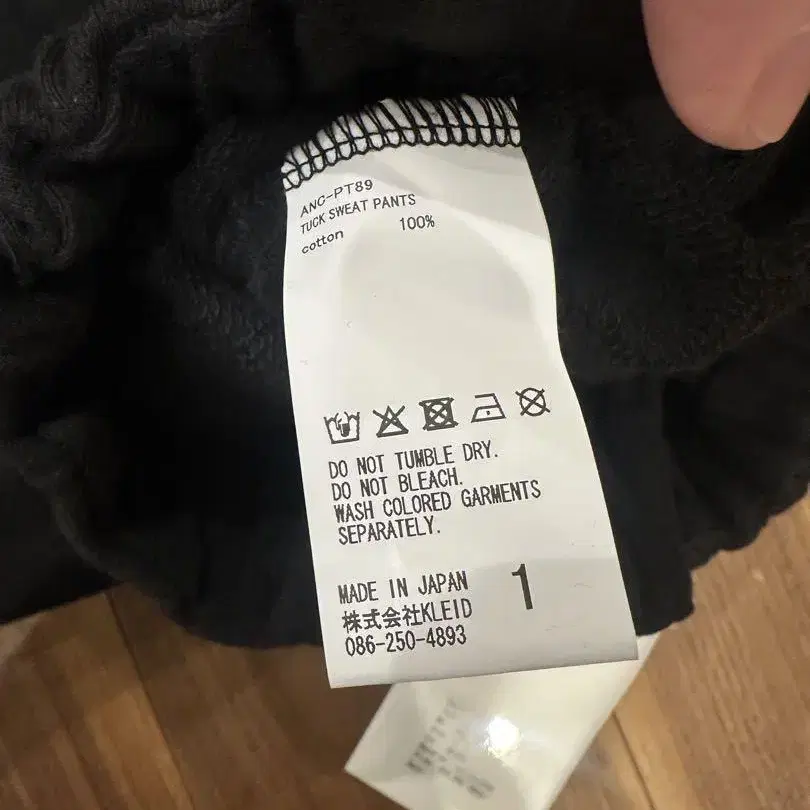 ANC-PT89
TUCK SWEAT PANTS
cotton 100%
DO NOT TUMBLE DRY.
DO NOT BLEACH.
WASH COLORED GARMENTS
SEPARATELY.
MADE IN JAPAN 1
株式会社KLEID
086-250-4893